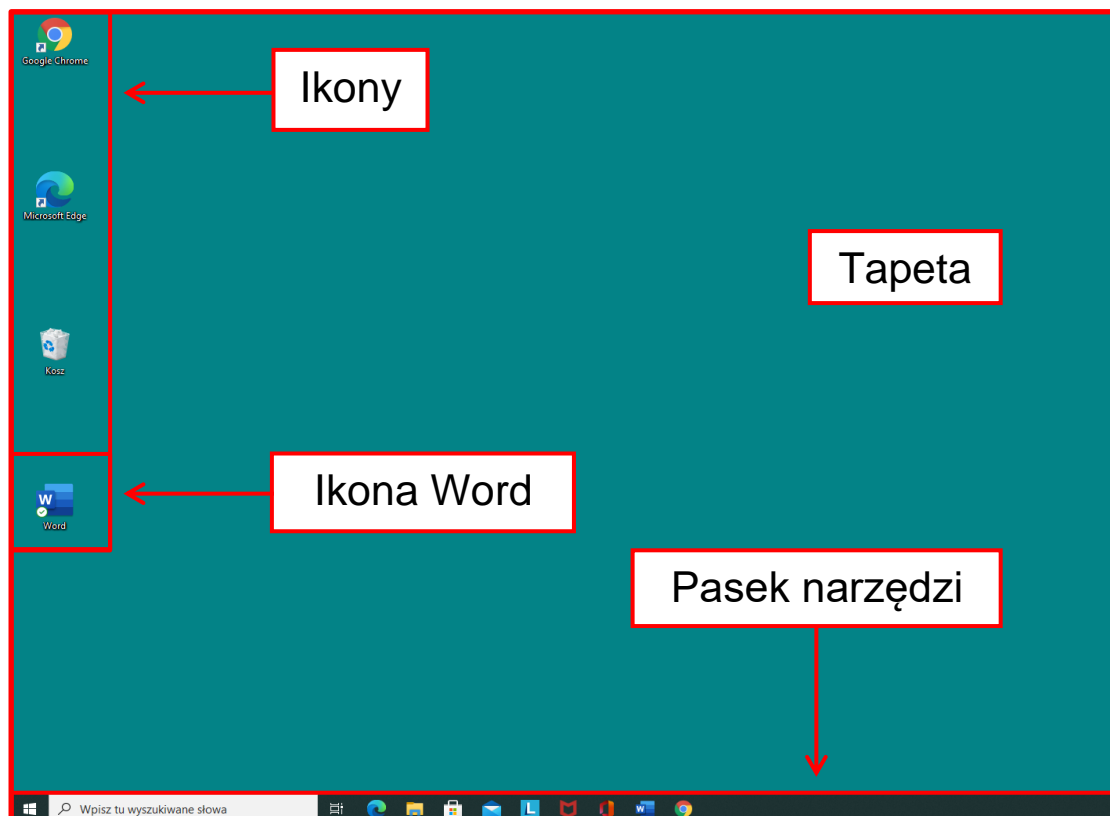 Google Chrome
Ikony
Microsoft Edge
Tapeta
Kosz
Ikona Word
W
Word
Pasek narzędzi
Wpisz tu wyszukiwane słowa
L
W